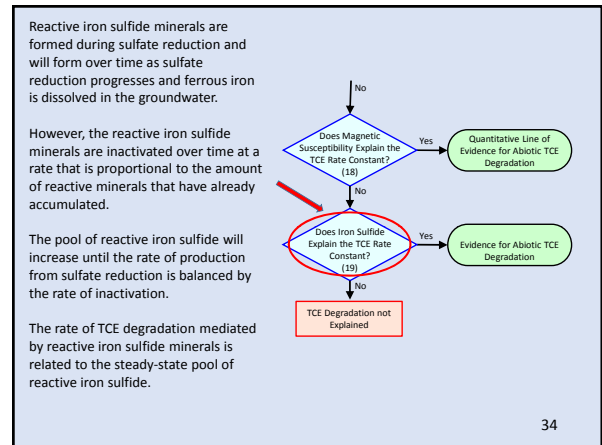 Reactive iron sulfide minerals are
formed during sulfate reduction and
will form over time as sulfate
reduction progresses and ferrous iron
is dissolved in the groundwater.
However, the reactive iron sulfide
minerals are inactivated over time at a
rate that is proportional to the amount
of reactive minerals that have already
accumulated.
The pool of reactive iron sulfide will
increase until the rate of production
from sulfate reduction is balanced by
the rate of inactivation.
The rate of TCE degradation mediated
by reactive iron sulfide minerals is
related to the steady-state pool of
reactive iron sulfide.
No
Does Magnetic
Susceptibility Explain the
TCE Rate Constant?
(18)
Yes
Quantitative Line of
Evidence for Abiotic TCE
Degradation
No
Does Iron Sulfide
Explain the TCE Rate
Constant?
(19)
Yes
Evidence for Abiotic TCE
Degradation
No
TCE Degradation not
Explained
34